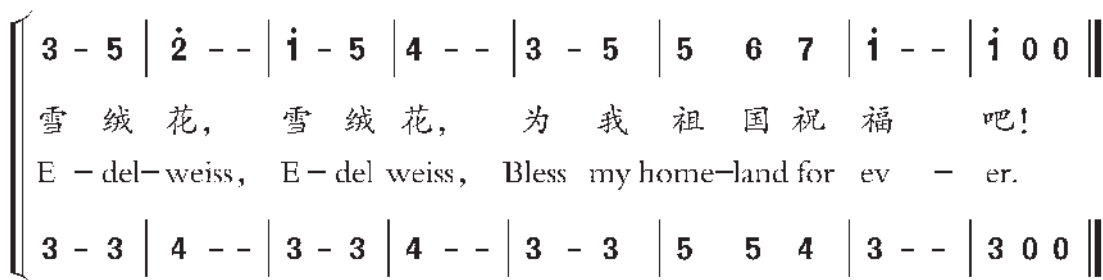 3 - 5 | 2̇ - - | 1̇ - 5 | 4 - - | 3 - 5 | 5 6 7 | 1̇ - - | 1̇ 0 0 ‖
雪 绒 花， 雪 绒 花， 为 我 祖 国 祝 福 吧！
E – del – weiss, E – del weiss, Bless my home–land for ev – er.
3 - 3 | 4 - - | 3 - 3 | 4 - - | 3 - 3 | 5 5 4 | 3 - - | 3 0 0 ‖